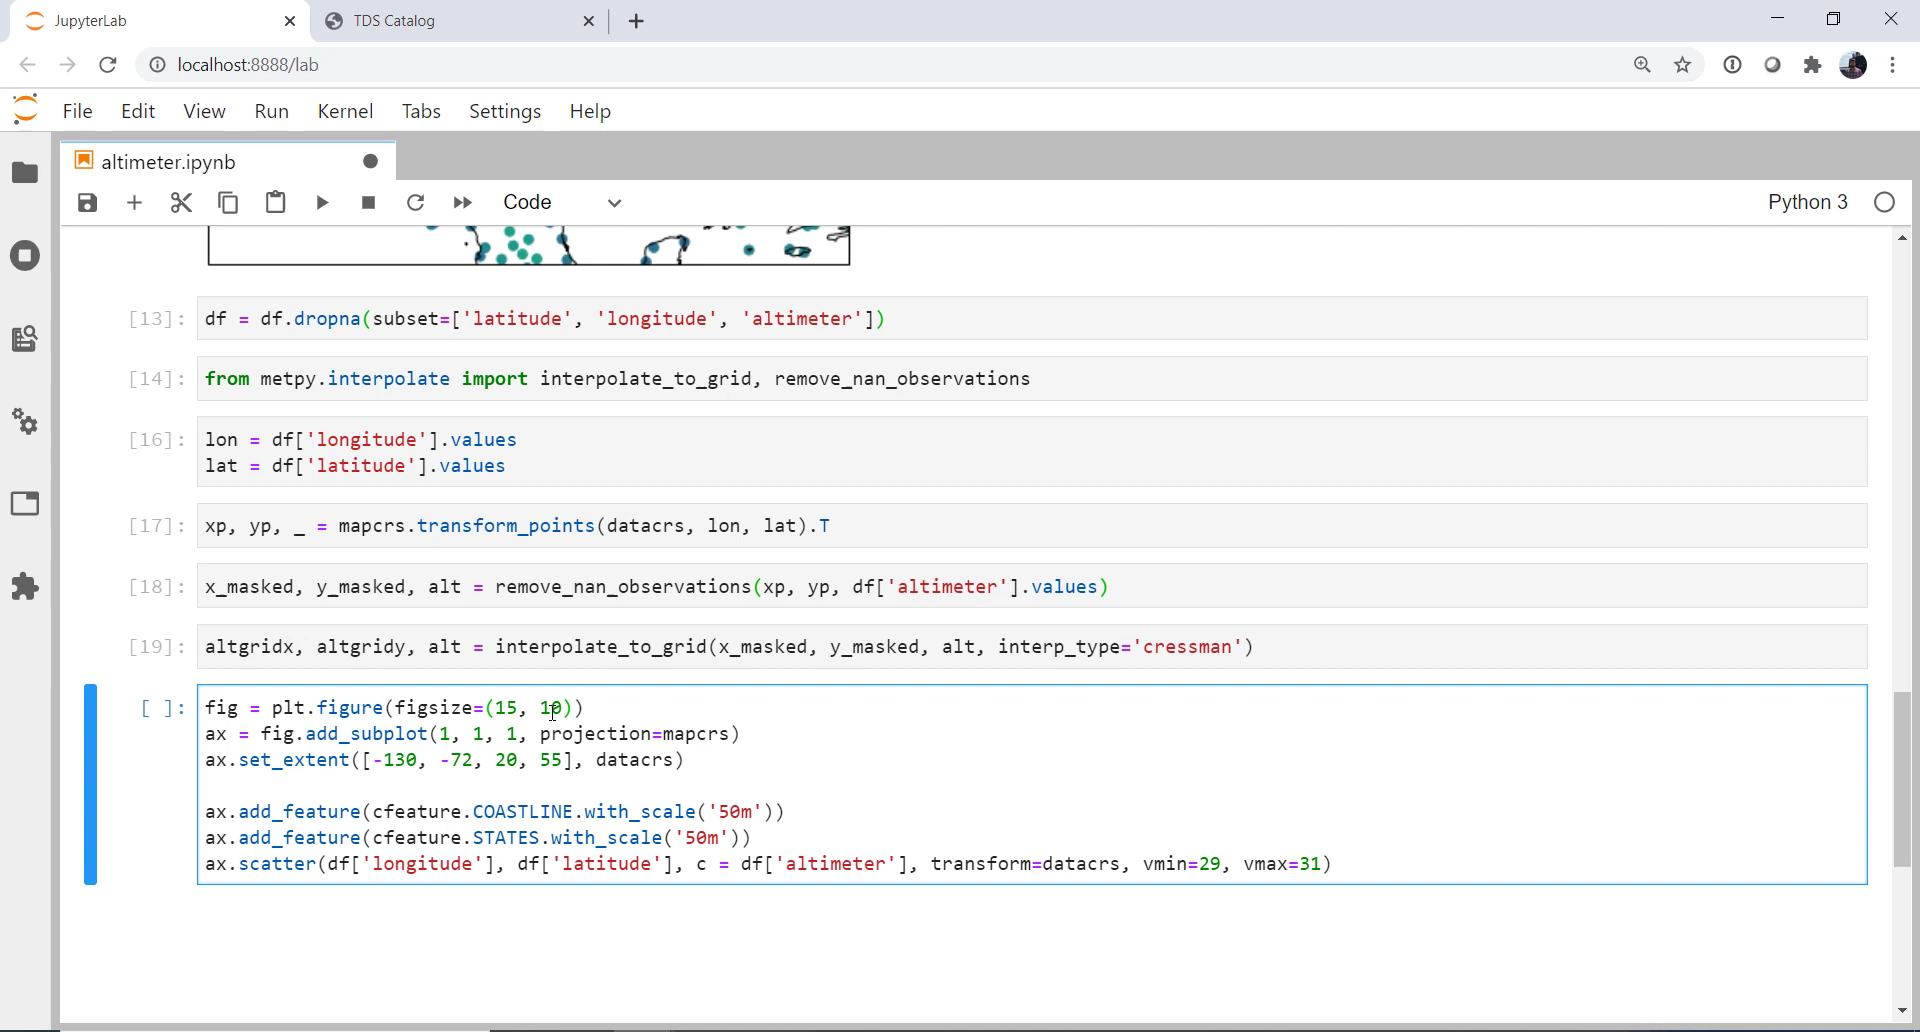 JupyterLab
TDS Catalog
localhost:8888/lab
File Edit View Run Kernel Tabs Settings Help
altimeter.ipynb
Code
Python 3
[13]: df = df.dropna(subset=['latitude', 'longitude', 'altimeter'])
[14]: from metpy.interpolate import interpolate_to_grid, remove_nan_observations
[16]: lon = df['longitude'].values
lat = df['latitude'].values
[17]: xp, yp, _ = mapcrs.transform_points(datacrs, lon, lat).T
[18]: x_masked, y_masked, alt = remove_nan_observations(xp, yp, df['altimeter'].values)
[19]: altgridx, altgridy, alt = interpolate_to_grid(x_masked, y_masked, alt, interp_type='cressman')
[ ]: fig = plt.figure(figsize=(15, 10))
ax = fig.add_subplot(1, 1, 1, projection=mapcrs)
ax.set_extent([-130, -72, 20, 55], datacrs)
ax.add_feature(cfeature.COASTLINE.with_scale('50m'))
ax.add_feature(cfeature.STATES.with_scale('50m'))
ax.scatter(df['longitude'], df['latitude'], c = df['altimeter'], transform=datacrs, vmin=29, vmax=31)